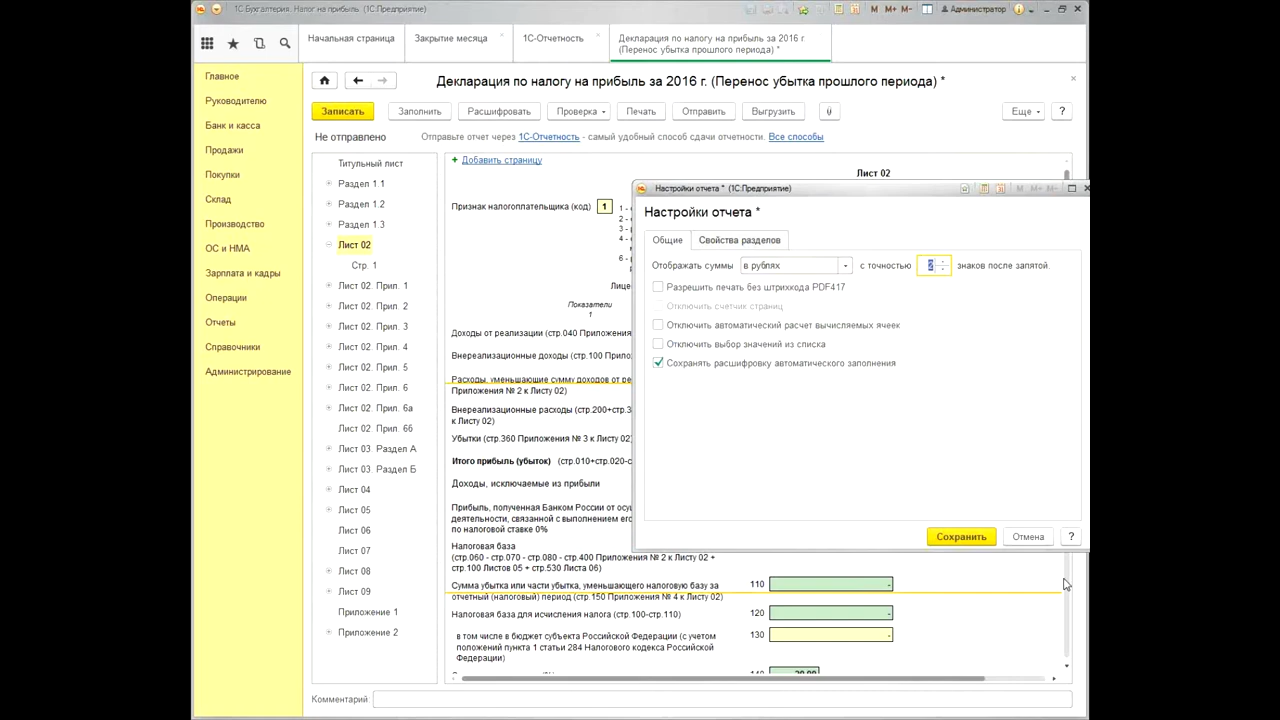 1С-Бухгалтерия. Налог на прибыль. (1С:Предприятие)
M M+ M- Администратор
Начальная страница
Закрытие месяца
1С-Отчетность
Декларация по налогу на прибыль за 2016 г.
(Перенос убытка прошлого периода) *
Главное
Руководителю
Банк и касса
Продажи
Покупки
Склад
Производство
ОС и НМА
Зарплата и кадры
Операции
Отчеты
Справочники
Администрирование
Декларация по налогу на прибыль за 2016 г. (Перенос убытка прошлого периода) *
Записать Заполнить Расшифровать Проверка Печать Отправить Выгрузить Еще ?
Не отправлено Отправьте отчет через 1С-Отчетность - самый удобный способ сдачи отчетности. Все способы
Титульный лист
Раздел 1.1
Раздел 1.2
Раздел 1.3
Лист 02
Стр. 1
Лист 02. Прил. 1
Лист 02. Прил. 2
Лист 02. Прил. 3
Лист 02. Прил. 4
Лист 02. Прил. 5
Лист 02. Прил. 6
Лист 02. Прил. 6а
Лист 02. Прил. 6б
Лист 03. Раздел А
Лист 03. Раздел Б
Лист 04
Лист 05
Лист 06
Лист 07
Лист 08
Лист 09
Приложение 1
Приложение 2
Добавить страницу
Лист 02
Признак налогоплательщика (код) 1
1 -
2 -
3 -
4 -
6 -
Лице
Показатели
1
Доходы от реализации (стр.040 Приложения
Внереализационные доходы (стр.100 Прило
Расходы, уменьшающие сумму доходов от ре
Приложения № 2 к Листу 02)
Внереализационные расходы (стр.200+стр.3
к Листу 02)
Убытки (стр.360 Приложения № 3 к Листу 02)
Итого прибыль (убыток) (стр.010+стр.020-с
Доходы, исключаемые из прибыли
Прибыль, полученная Банком России от осу
деятельности, связанной с выполнением его
по налоговой ставке 0%
Налоговая база
(стр.060 - стр.070 - стр.080 - стр.400 Приложения № 2 к Листу 02 +
стр.100 Листов 05 + стр.530 Листа 06)
Сумма убытка или части убытка, уменьшающего налоговую базу за 110 -
отчетный (налоговый) период (стр.150 Приложения № 4 к Листу 02)
Налоговая база для исчисления налога (стр.100-стр.110) 120 -
в том числе в бюджет субъекта Российской Федерации (с учетом 130 -
положений пункта 1 статьи 284 Налогового кодекса Российской
Федерации)
Настройки отчета * (1С:Предприятие)
M M+ M-
Настройки отчета *
Общие Свойства разделов
Отображать суммы в рублях с точностью 2 знаков после запятой.
Разрешить печать без штрихкода PDF417
Отключить счетчик страниц
Отключить автоматический расчет вычисляемых ячеек
Отключить выбор значений из списка
Сохранять расшифровку автоматического заполнения
Сохранить Отмена ?
Комментарий: